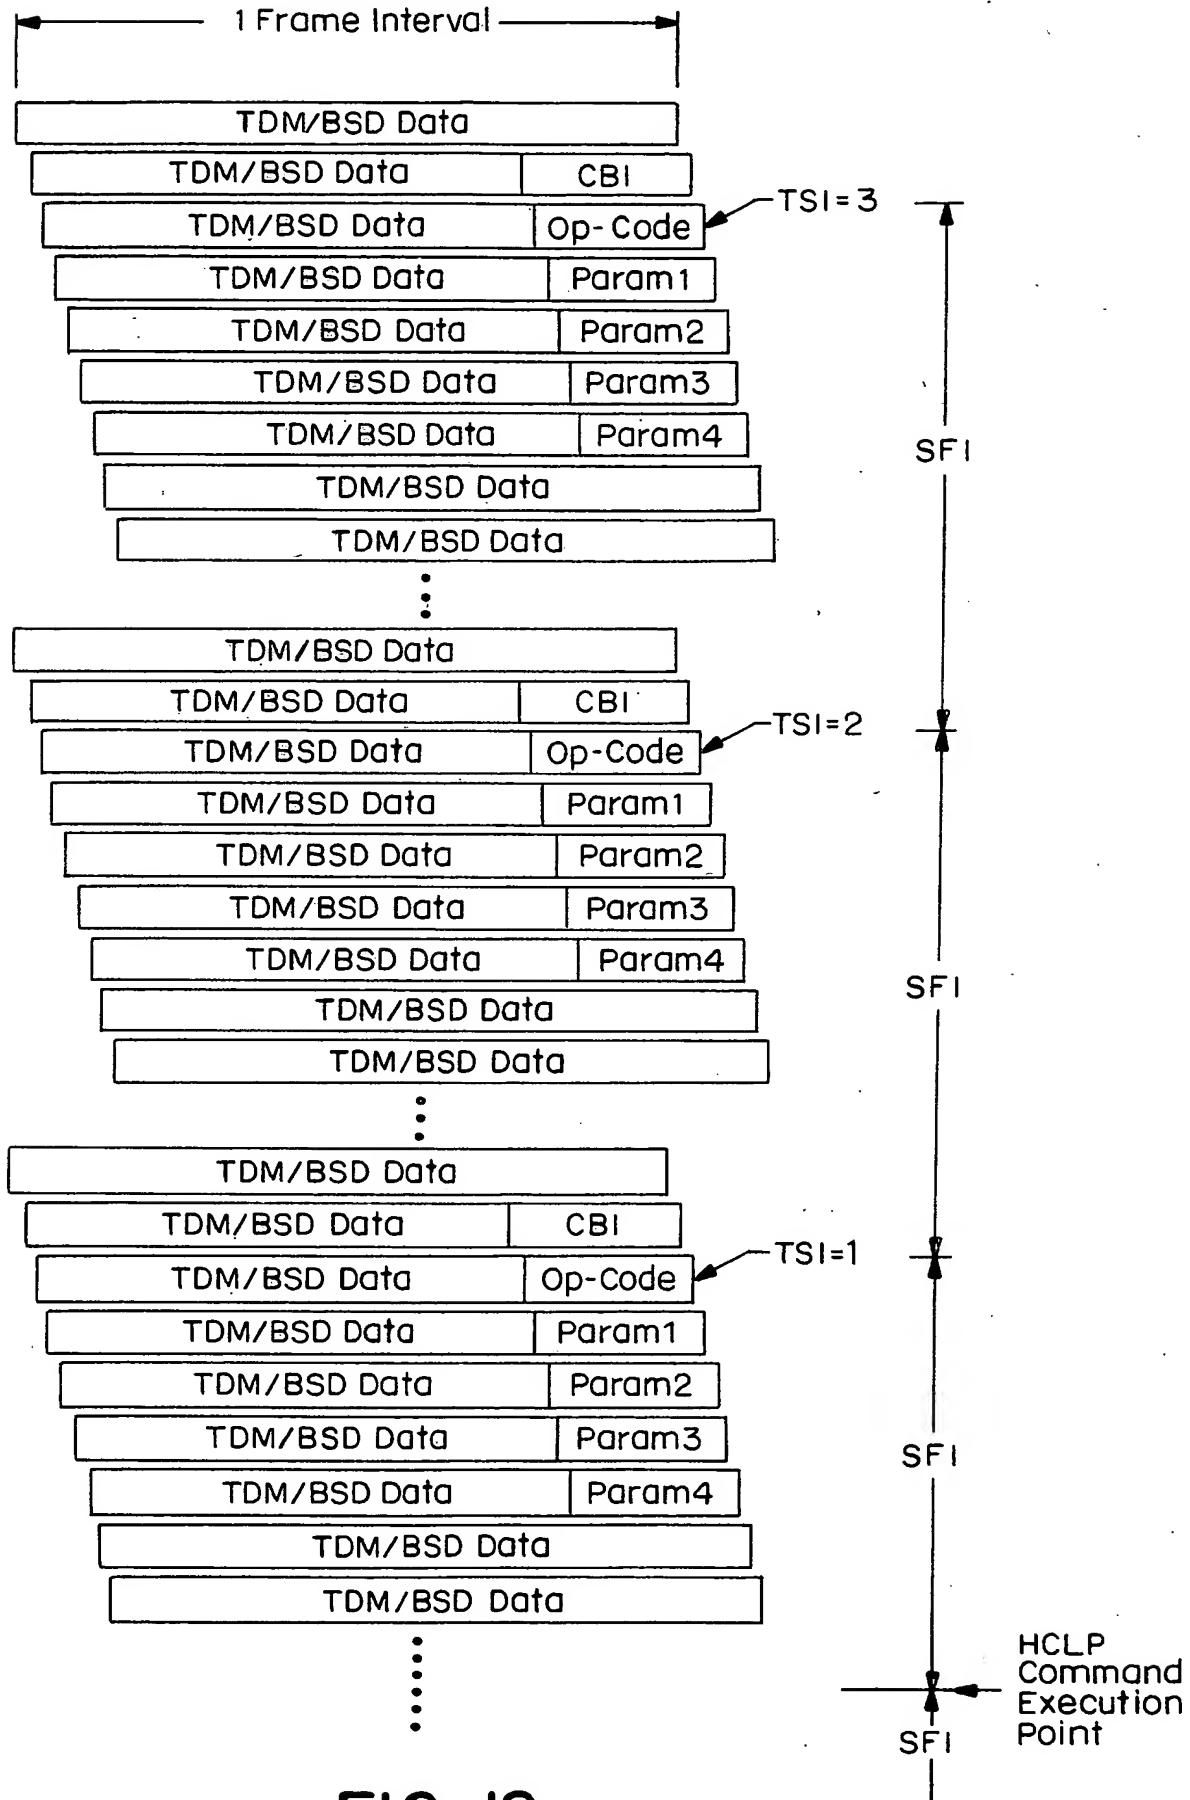 1 Frame Interval
TDM/BSD Data
TDM/BSD Data CBI
TDM/BSD Data Op-Code TSI=3
TDM/BSD Data Param1
TDM/BSD Data Param2
TDM/BSD Data Param3
TDM/BSD Data Param4
SFI
TDM/BSD Data
TDM/BSD Data
TDM/BSD Data
TDM/BSD Data CBI
TDM/BSD Data Op-Code TSI=2
TDM/BSD Data Param1
TDM/BSD Data Param2
TDM/BSD Data Param3
TDM/BSD Data Param4
SFI
TDM/BSD Data
TDM/BSD Data
TDM/BSD Data
TDM/BSD Data CBI
TDM/BSD Data Op-Code TSI=1
TDM/BSD Data Param1
TDM/BSD Data Param2
TDM/BSD Data Param3
SFI
TDM/BSD Data Param4
TDM/BSD Data
TDM/BSD Data
HCLP
Command
Execution
Point
SFI